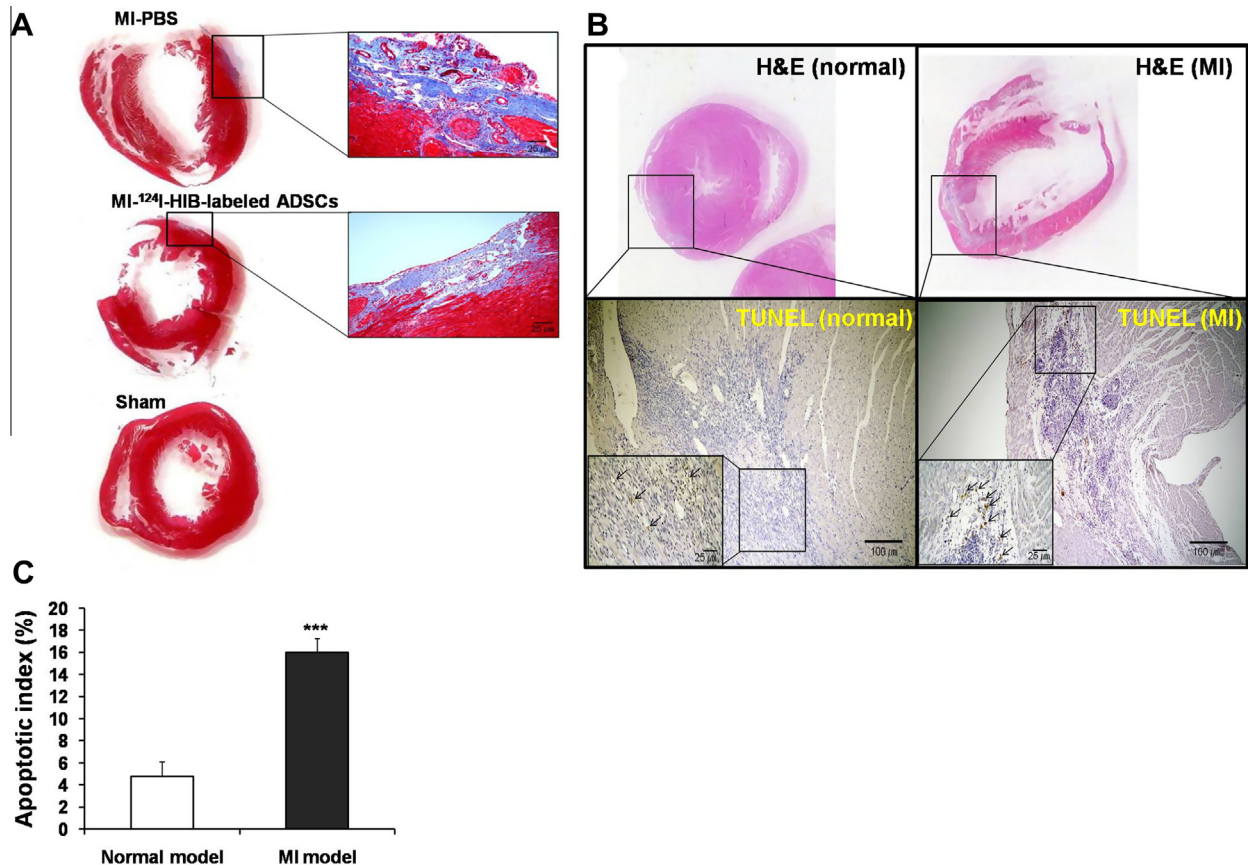 A
MI-PBS
25 µm
MI-¹²⁴I-HIB-labeled ADSCs
25 µm
Sham
B
H&E (normal)
H&E (MI)
TUNEL (normal)
TUNEL (MI)
25 µm
100 µm
25 µm
100 µm
C
Apoptotic index (%)
20
18
16
14
12
10
8
6
4
2
0
***
Normal model
MI model